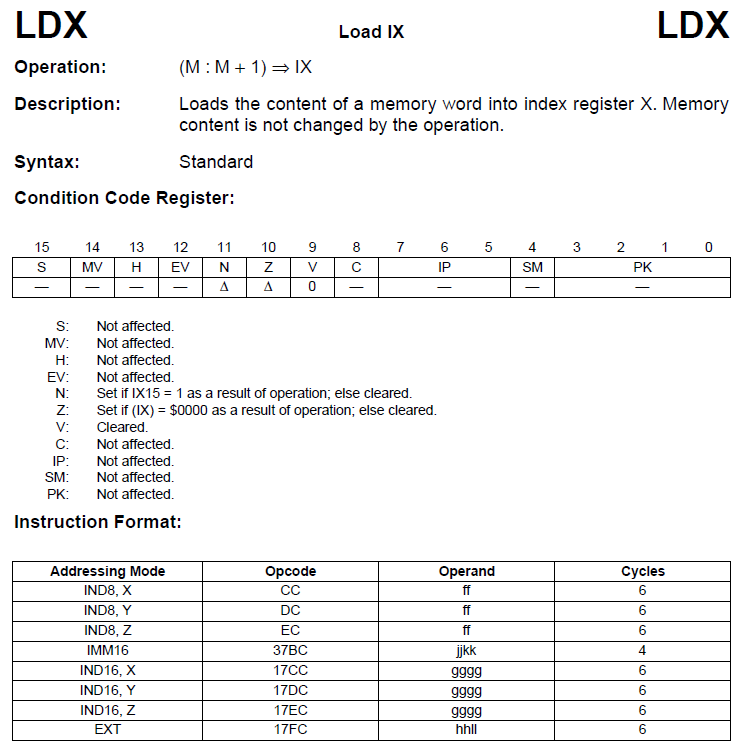 LDX Load IX LDX
Operation: (M : M + 1) ⇒ IX
Description: Loads the content of a memory word into index register X. Memory
content is not changed by the operation.
Syntax: Standard
Condition Code Register:
15 14 13 12 11 10 9 8 7 6 5 4 3 2 1 0
S MV H EV N Z V C IP SM PK
— — — — Δ Δ 0 — — — —
S: Not affected.
MV: Not affected.
H: Not affected.
EV: Not affected.
N: Set if IX15 = 1 as a result of operation; else cleared.
Z: Set if (IX) = $0000 as a result of operation; else cleared.
V: Cleared.
C: Not affected.
IP: Not affected.
SM: Not affected.
PK: Not affected.
Instruction Format:
Addressing Mode Opcode Operand Cycles
IND8, X CC ff 6
IND8, Y DC ff 6
IND8, Z EC ff 6
IMM16 37BC jjkk 4
IND16, X 17CC gggg 6
IND16, Y 17DC gggg 6
IND16, Z 17EC gggg 6
EXT 17FC hhll 6